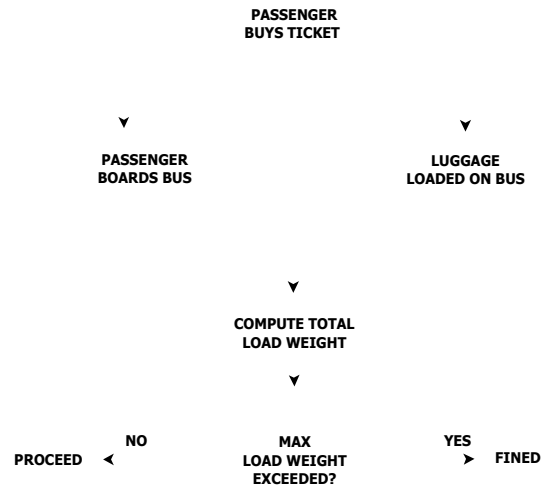 PASSENGER
BUYS TICKET
PASSENGER
BOARDS BUS
LUGGAGE
LOADED ON BUS
COMPUTE TOTAL
LOAD WEIGHT
NO
YES
PROCEED
MAX
LOAD WEIGHT
EXCEEDED?
FINED